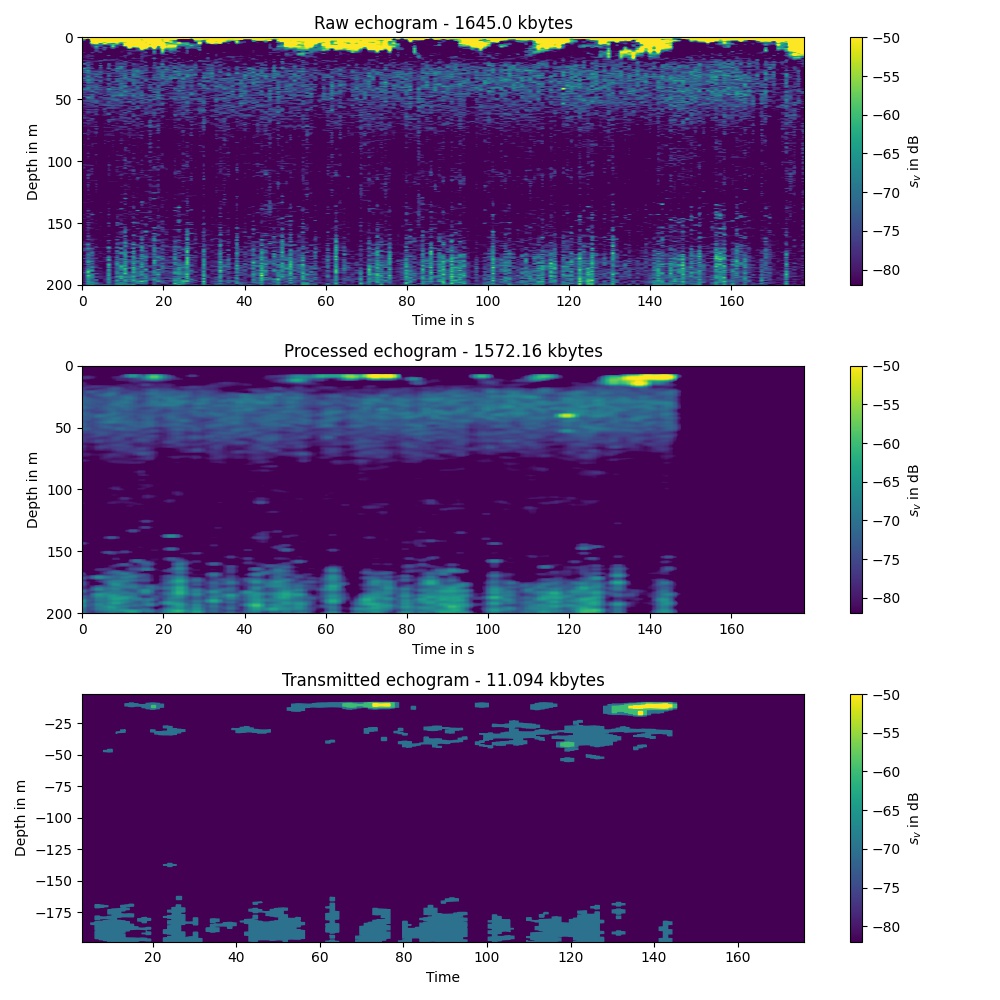 Raw echogram - 1645.0 kbytes
0
50
100
150
200
Depth in m
0 20 40 60 80 100 120 140 160
Time in s
−50
−55
−60
−65
−70
−75
−80
sv in dB
Processed echogram - 1572.16 kbytes
0
50
100
150
200
Depth in m
0 20 40 60 80 100 120 140 160
Time in s
−50
−55
−60
−65
−70
−75
−80
sv in dB
Transmitted echogram - 11.094 kbytes
−25
−50
−75
−100
−125
−150
−175
Depth in m
20 40 60 80 100 120 140 160
Time
−50
−55
−60
−65
−70
−75
−80
sv in dB